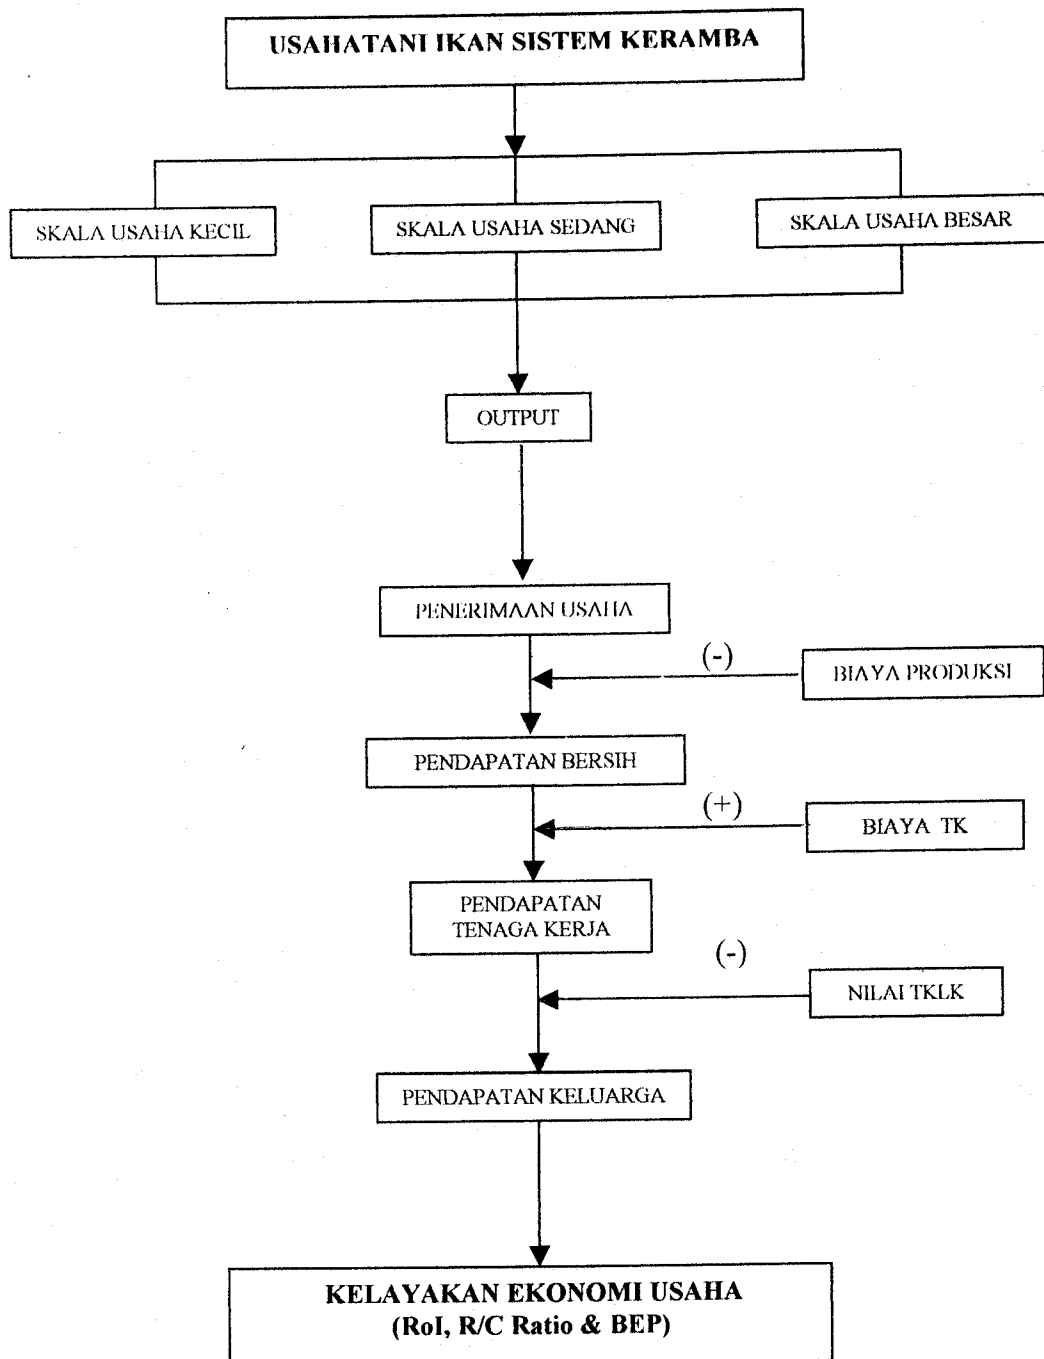 USAHATANI IKAN SISTEM KERAMBA
SKALA USAHA KECIL
SKALA USAHA SEDANG
SKALA USAHA BESAR
OUTPUT
PENERIMAAN USAHA
(-)
BIAYA PRODUKSI
PENDAPATAN BERSIH
(+)
BIAYA TK
PENDAPATAN
TENAGA KERJA
(-)
NILAI TKLK
PENDAPATAN KELUARGA
KELAYAKAN EKONOMI USAHA
(RoI, R/C Ratio & BEP)